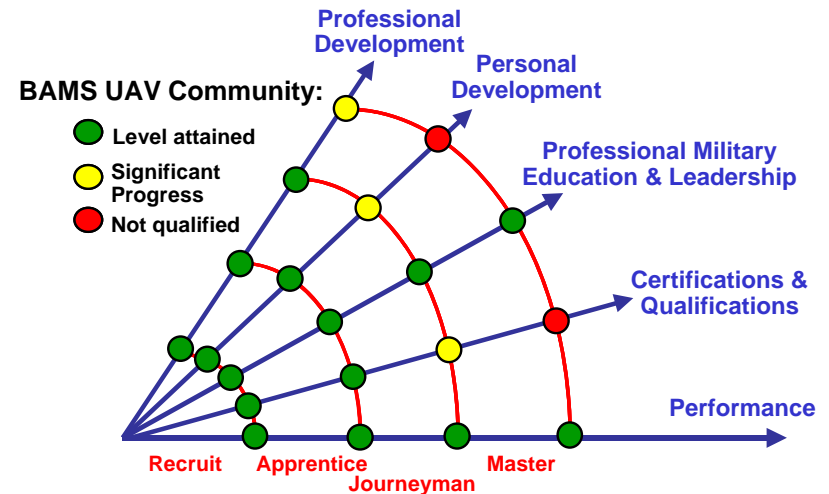 Professional
Development
Personal
Development
BAMS UAV Community:
Level attained
Significant
Progress
Not qualified
Professional Military
Education & Leadership
Certifications &
Qualifications
Performance
Recruit
Apprentice
Journeyman
Master